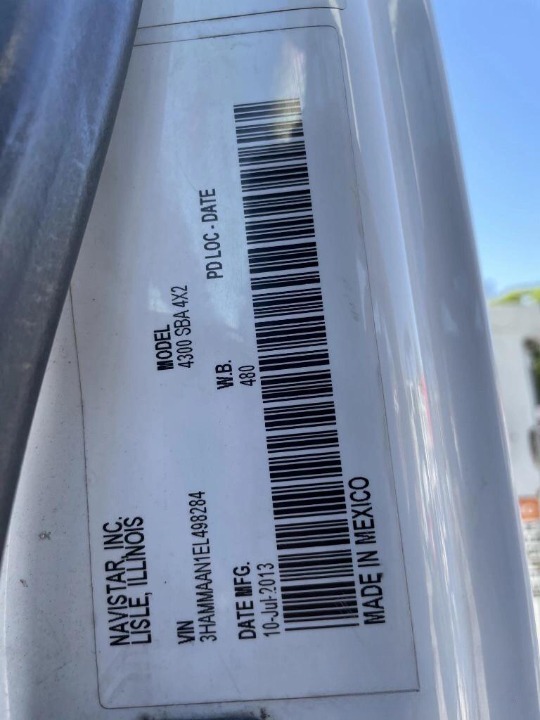 NAVISTAR, INC.
LISLE, ILLINOIS
VIN
3HAMMAAN1EL498284
MODEL
4300 SBA 4X2
DATE MFG.
10-Jul-2013
W.B.
480
PD LOC - DATE
MADE IN MEXICO